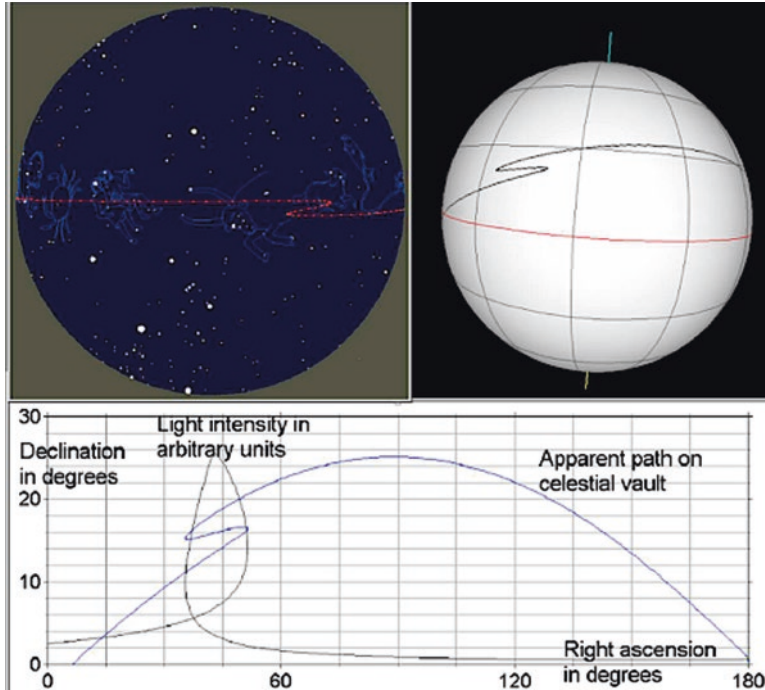 30
Light intensity in
arbitrary units
Declination
in degrees
Apparent path on
celestial vault
20
10
Right ascension
in degrees
0
0
60
120
180